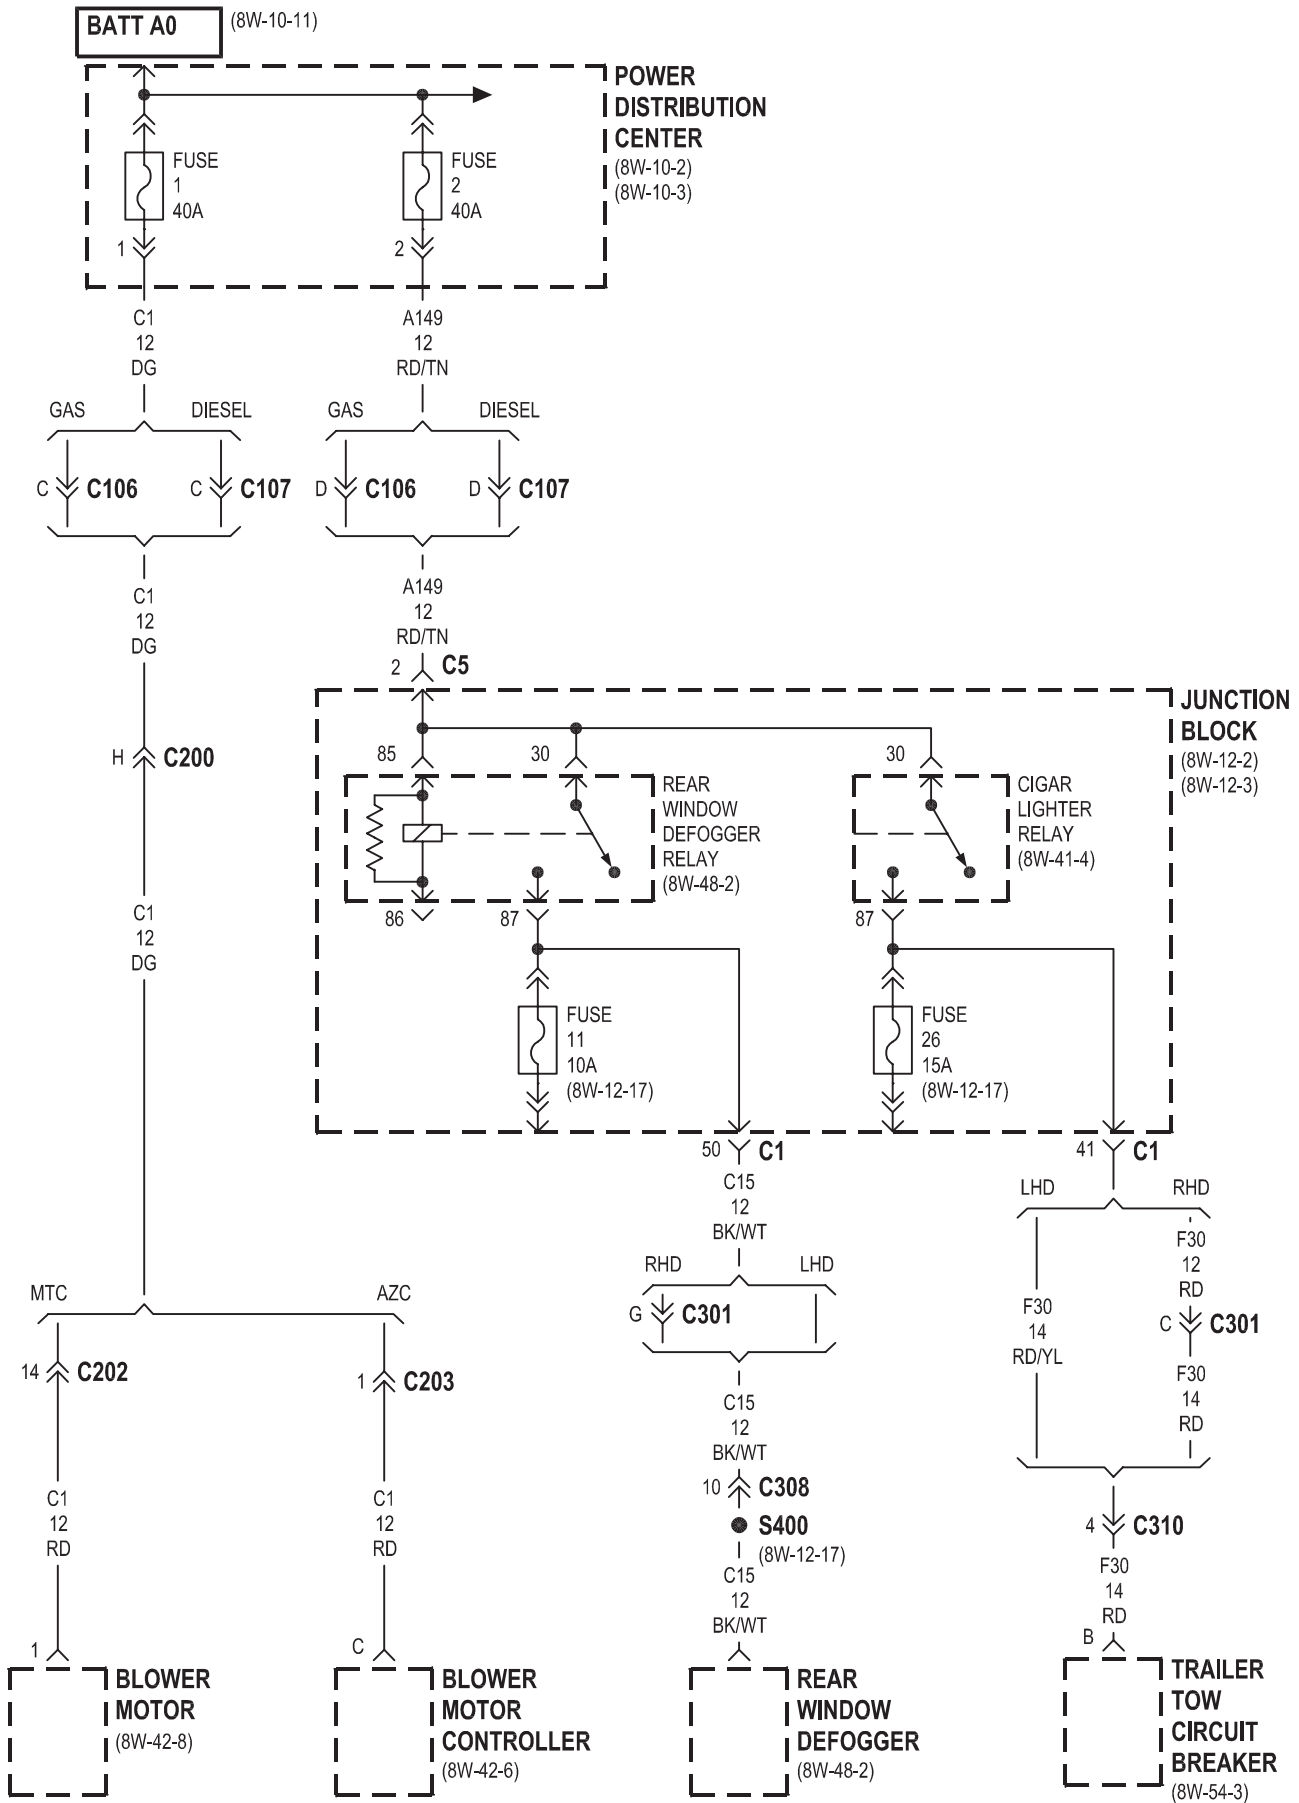 BATT A0
(8W-10-11)
POWER
DISTRIBUTION
CENTER
(8W-10-2)
(8W-10-3)
FUSE
1
40A
FUSE
2
40A
1
2
C1
12
DG
A149
12
RD/TN
GAS
DIESEL
GAS
DIESEL
C
C106
C
C107
D
C106
D
C107
C1
12
DG
A149
12
RD/TN
2
C5
H
C200
JUNCTION
BLOCK
(8W-12-2)
(8W-12-3)
85
30
30
REAR
WINDOW
DEFOGGER
RELAY
(8W-48-2)
CIGAR
LIGHTER
RELAY
(8W-41-4)
86
87
87
C1
12
DG
FUSE
11
10A
(8W-12-17)
FUSE
26
15A
(8W-12-17)
50
C1
41
C1
C15
12
BK/WT
LHD
RHD
F30
12
RD
RHD
LHD
G
C301
F30
14
RD/YL
C
C301
F30
14
RD
MTC
AZC
14
C202
1
C203
C15
12
BK/WT
10
C308
S400
(8W-12-17)
4
C310
C1
12
RD
C1
12
RD
C15
12
BK/WT
F30
14
RD
1
C
B
BLOWER
MOTOR
(8W-42-8)
BLOWER
MOTOR
CONTROLLER
(8W-42-6)
REAR
WINDOW
DEFOGGER
(8W-48-2)
TRAILER
TOW
CIRCUIT
BREAKER
(8W-54-3)